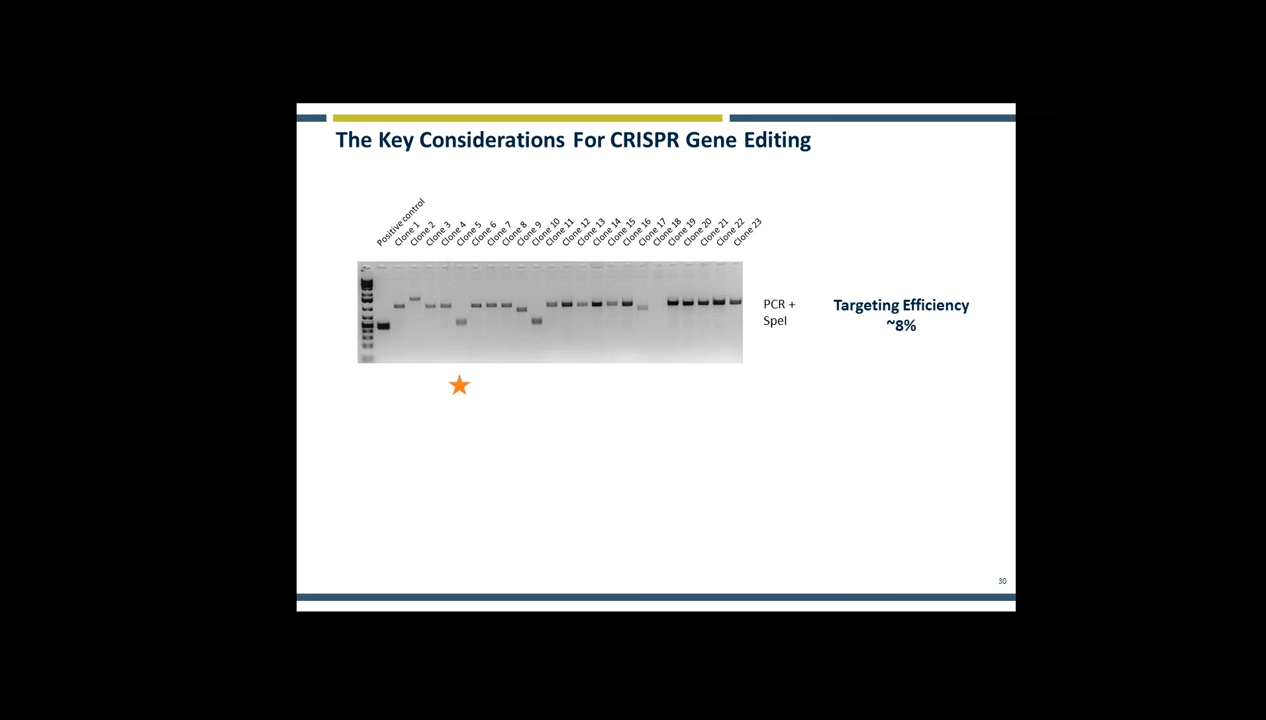 The Key Considerations For CRISPR Gene Editing
Positive control
Clone 1
Clone 2
Clone 3
Clone 4
Clone 5
Clone 6
Clone 7
Clone 8
Clone 9
Clone 10
Clone 11
Clone 12
Clone 13
Clone 14
Clone 15
Clone 16
Clone 17
Clone 18
Clone 19
Clone 20
Clone 21
Clone 22
Clone 23
PCR +
SpeI
Targeting Efficiency
~8%
30